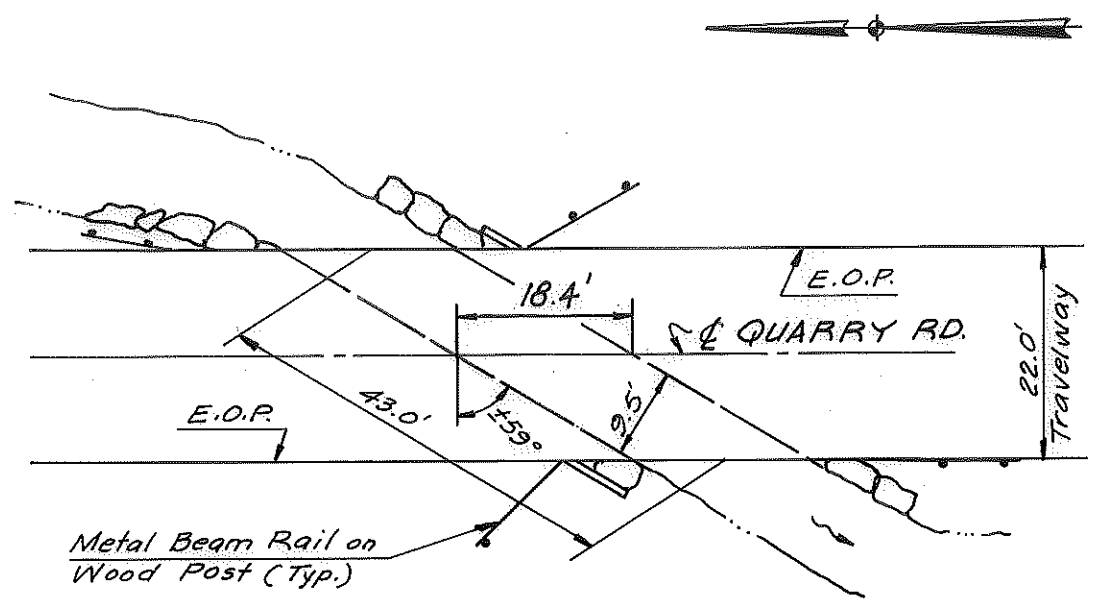 18.4'
E.O.P.
℄ QUARRY RD.
22.0'
Travelway
43.0'
±59°
9.5'
E.O.P.
Metal Beam Rail on
Wood Post (Typ.)